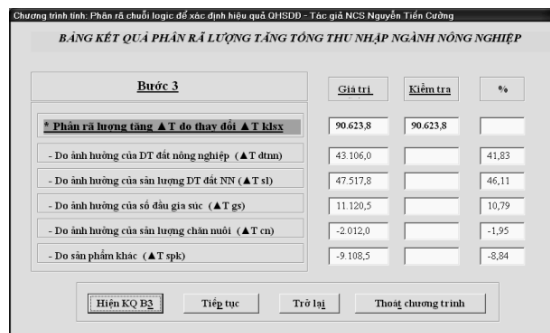 Chương trình tính: Phân rã chuỗi logic để xác định hiệu quả QHSDĐ - Tác giả NCS Nguyễn Tiến Cường
BẢNG KẾT QUẢ PHÂN RÃ LƯỢNG TĂNG TỔNG THU NHẬP NGÀNH NÔNG NGHIỆP
Bước 3 Giá trị Kiểm tra %
* Phân rã lượng tăng ▲T do thay đổi ▲T klsx 90.623,8 90.623,8
- Do ảnh hưởng của DT đất nông nghiệp (▲T dtnn) 43.106,0 41,83
- Do ảnh hưởng của sản lượng DT đất NN (▲T sl) 47.517,8 46,11
- Do ảnh hưởng của số đầu gia súc (▲T gs) 11.120,5 10,79
- Do ảnh hưởng của sản lượng chăn nuôi (▲T cn) -2.012,0 -1,95
- Do sản phẩm khác (▲T spk) -9.108,5 -8,84
Hiện KQ B3 Tiếp tục Trở lại Thoát chương trình